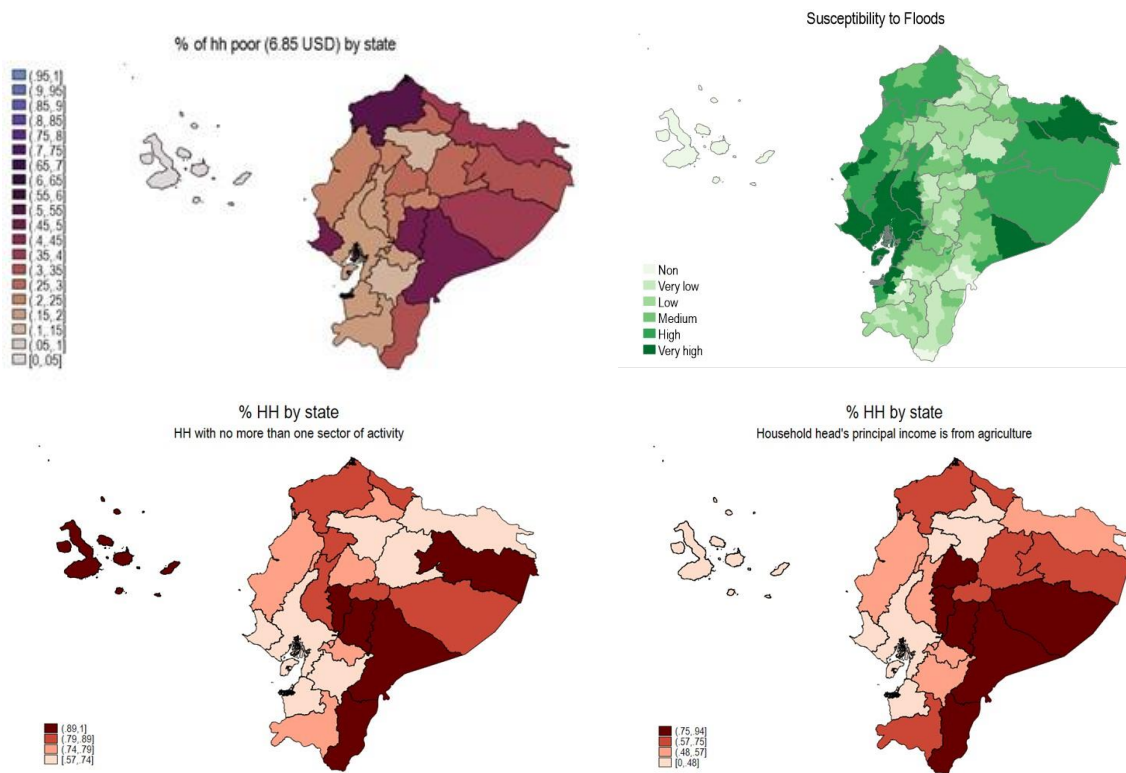 % of hh poor (6.85 USD) by state
(.95,1]
(.9,.95]
(.85,.9]
(.8,.85]
(.75,.8]
(.7,.75]
(.65,.7]
(.6,.65]
(.55,.6]
(.5,.55]
(.45,.5]
(.4,.45]
(.35,.4]
(.3,.35]
(.25,.3]
(.2,.25]
(.15,.2]
(.1,.15]
(.05,.1]
[0,.05]
Susceptibility to Floods
Non
Very low
Low
Medium
High
Very high
% HH by state
HH with no more than one sector of activity
(.89,1]
(.79,.89]
(.74,.79]
[.57,.74]
% HH by state
Household head's principal income is from agriculture
(.75,.94]
(.57,.75]
(.48,.57]
[0,.48]